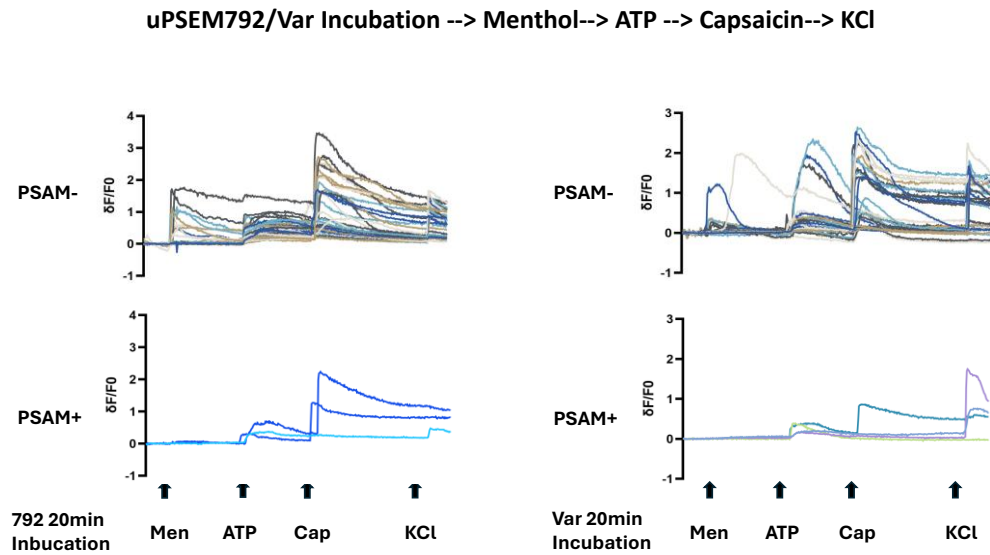 uPSEM792/Var Incubation --> Menthol--> ATP --> Capsaicin--> KCl
PSAM-
δF/F0
4
3
2
1
0
-1
PSAM-
δF/F0
3
2
1
0
-1
PSAM+
δF/F0
4
3
2
1
0
-1
PSAM+
δF/F0
3
2
1
0
-1
792 20min
Inbucation
Men ATP Cap KCl
Var 20min
Incubation
Men ATP Cap KCl